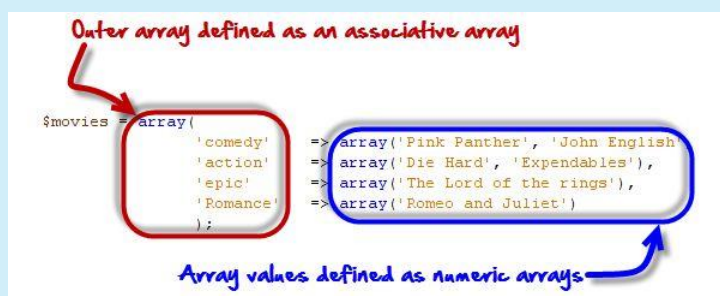 Outer array defined as an associative array
$movies = array(
'comedy' => array('Pink Panther', 'John English'
'action' => array('Die Hard', 'Expendables'),
'epic' => array('The Lord of the rings'),
'Romance' => array('Romeo and Juliet')
);
Array values defined as numeric arrays